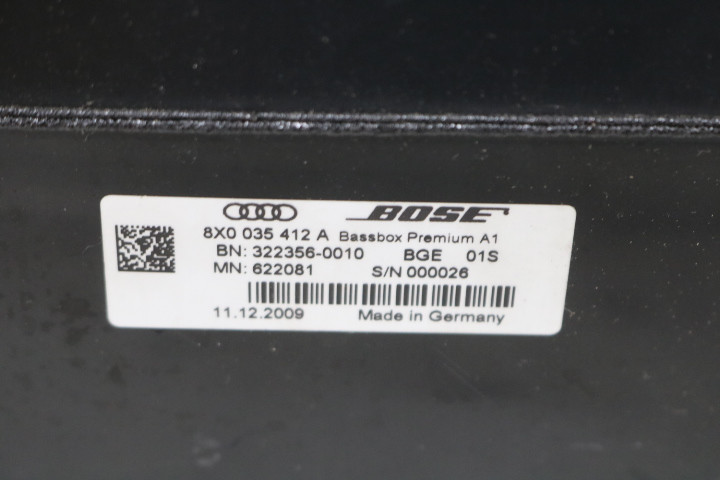 BOSE
8X0 035 412 A Bassbox Premium A1
BN: 322356-0010 BGE 01S
MN: 622081 S/N 000026
11.12.2009 Made in Germany